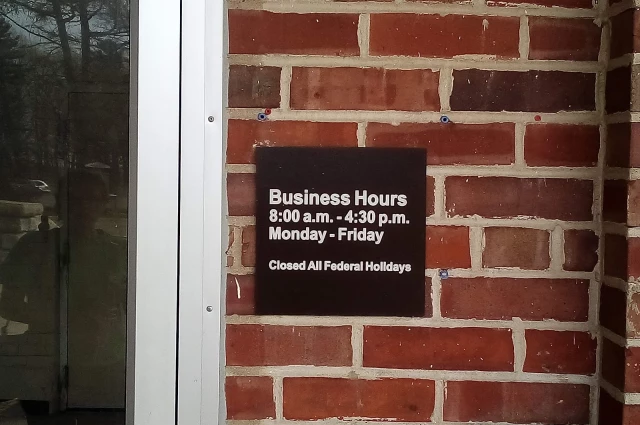 Business Hours
8:00 a.m. - 4:30 p.m.
Monday - Friday
Closed All Federal Holidays